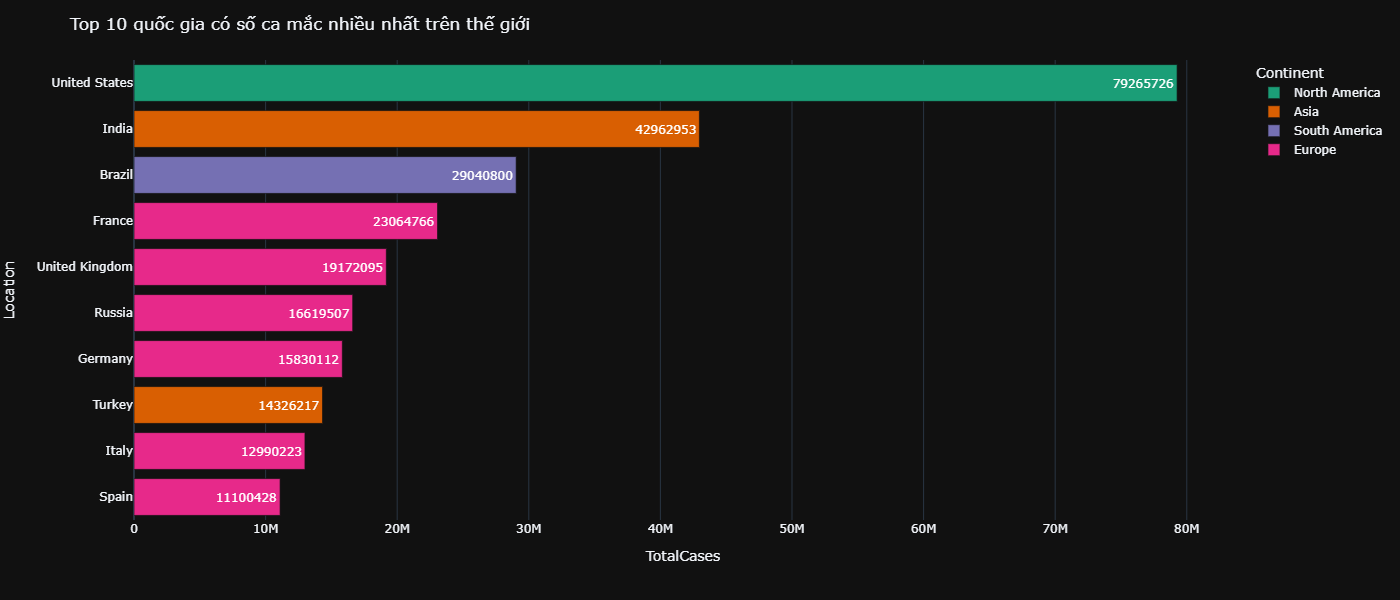 Top 10 quốc gia có số ca mắc nhiều nhất trên thế giới
Continent
North America
Asia
South America
Europe
Location
United States 79265726
India 42962953
Brazil 29040800
France 23064766
United Kingdom 19172095
Russia 16619507
Germany 15830112
Turkey 14326217
Italy 12990223
Spain 11100428
0 10M 20M 30M 40M 50M 60M 70M 80M
TotalCases